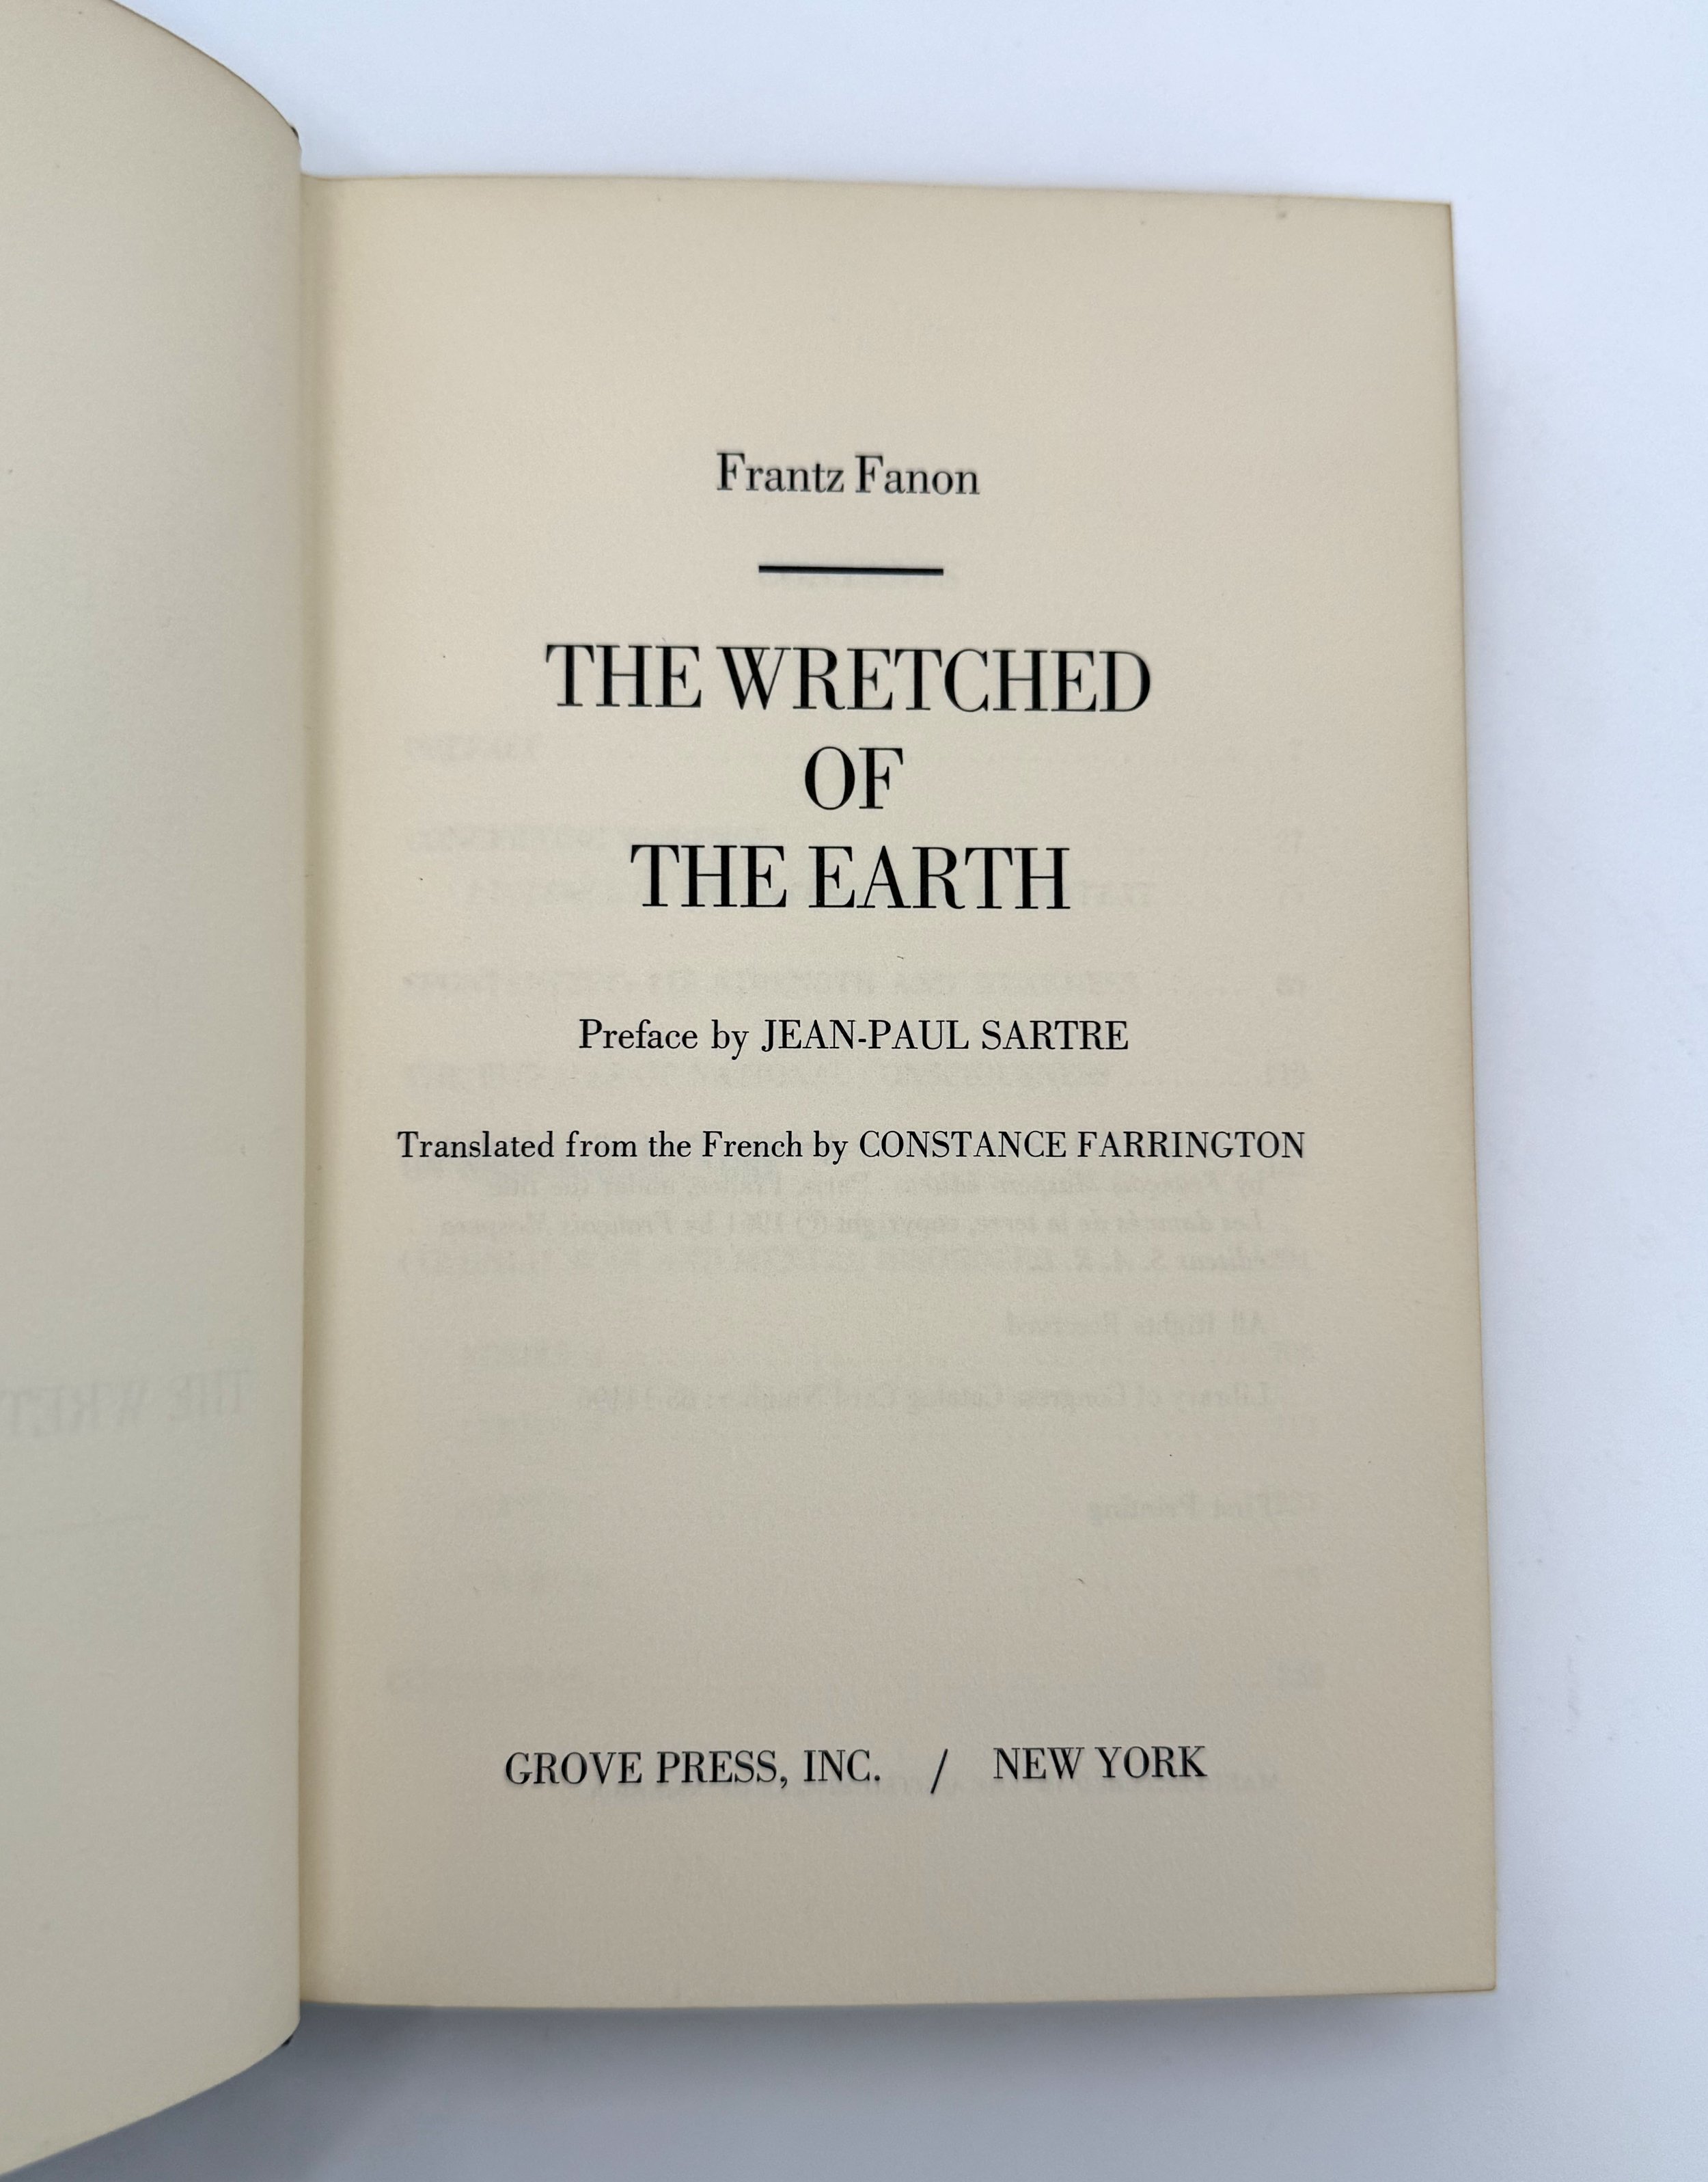 Frantz Fanon
THE WRETCHED
OF
THE EARTH
Preface by JEAN-PAUL SARTRE
Translated from the French by CONSTANCE FARRINGTON
GROVE PRESS, INC. / NEW YORK